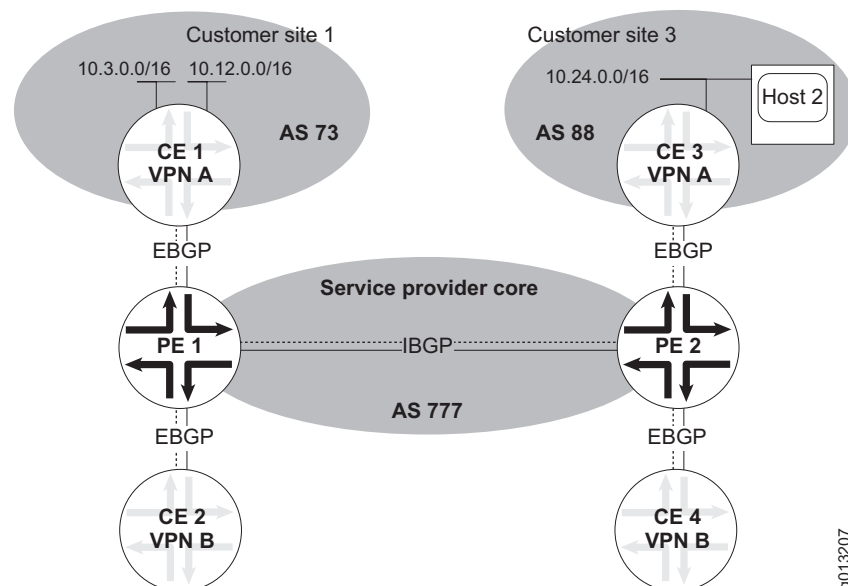 Customer site 1
Customer site 3
10.3.0.0/16
10.12.0.0/16
10.24.0.0/16
Host 2
AS 73
AS 88
CE 1
VPN A
CE 3
VPN A
EBGP
EBGP
Service provider core
PE 1
IBGP
PE 2
AS 777
EBGP
EBGP
CE 2
VPN B
CE 4
VPN B
g013207